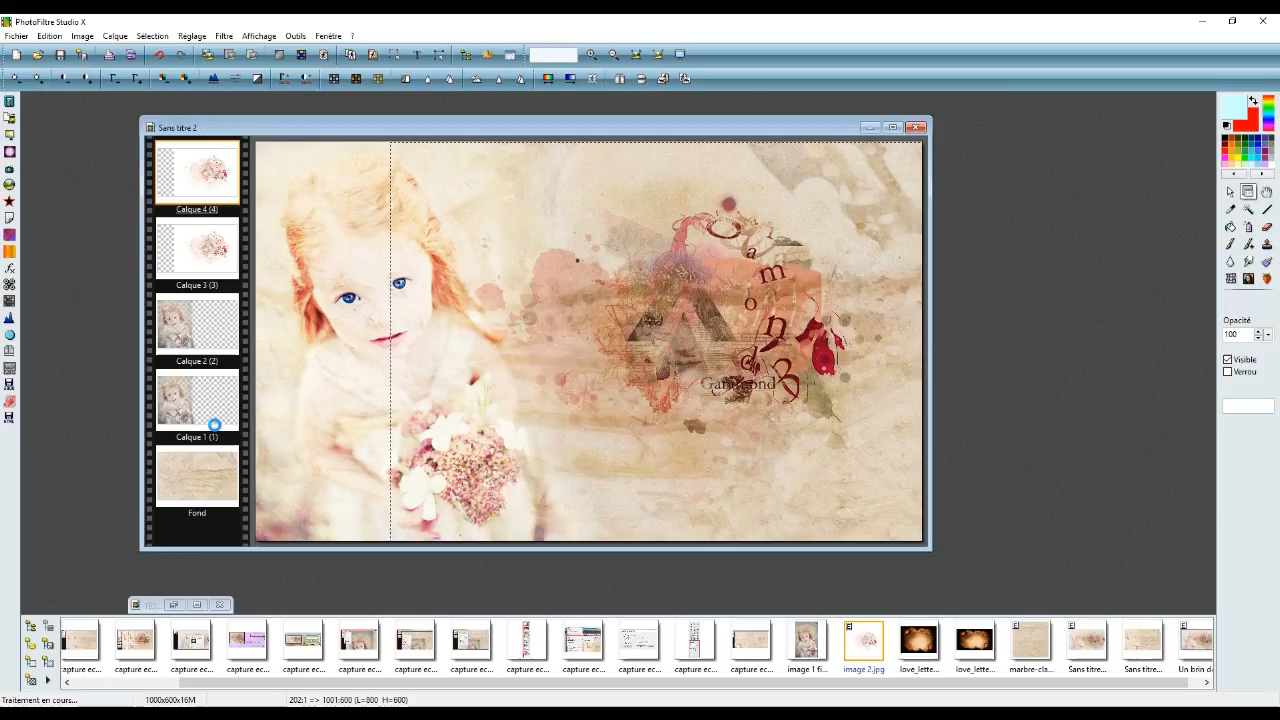 PhotoFiltre Studio X
Fichier Edition Image Calque Sélection Réglage Filtre Affichage Outils Fenêtre ?
Sans titre 2
Calque 4 (4)
Calque 3 (3)
Calque 2 (2)
Calque 1 (1)
Fond
Opacité
100
Visible
Verrou
capture ec... capture ec... capture ec... capture ec... capture ec... capture ec... capture ec... capture ec... capture ec... capture ec... capture ec... capture ec... capture ec... image 1 fi... image 2.jpg love_lette... love_lette... marbre-cla... Sans titre... Sans titre... Un brin d
Traitement en cours... 1000x600x16M 202:1 => 1001:600 (L=800 H=600)